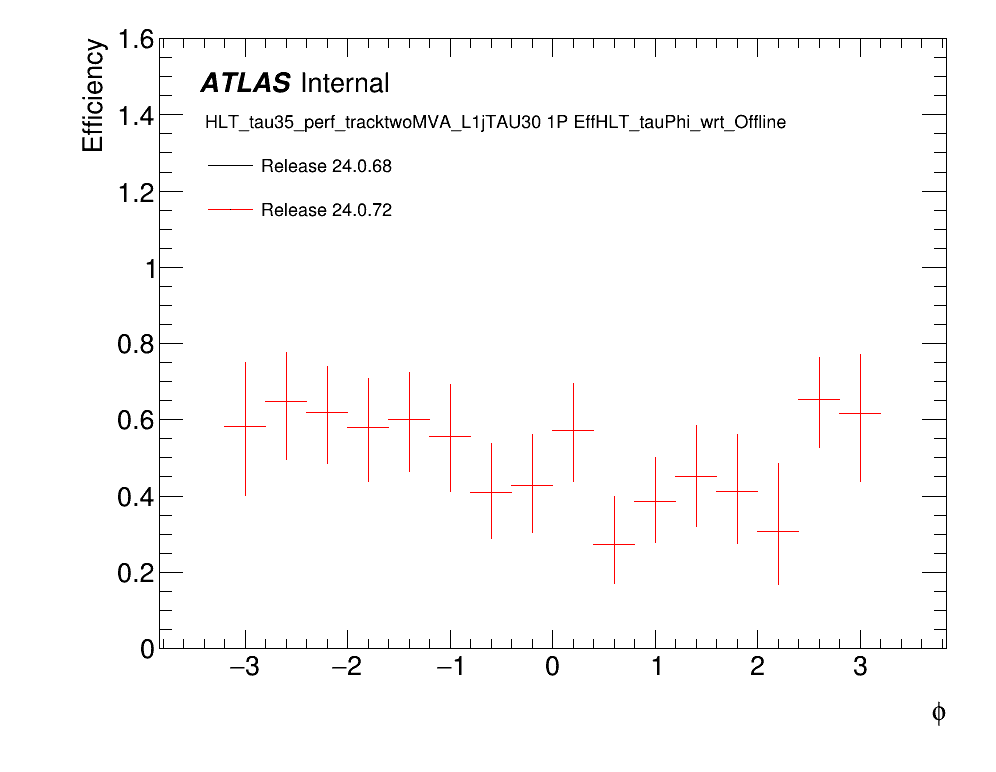 Efficiency
1.6
1.4
1.2
1
0.8
0.6
0.4
0.2
0
ATLAS Internal
HLT_tau35_perf_tracktwoMVA_L1jTAU30 1P EffHLT_tauPhi_wrt_Offline
Release 24.0.68
Release 24.0.72
−3 −2 −1 0 1 2 3
ϕ